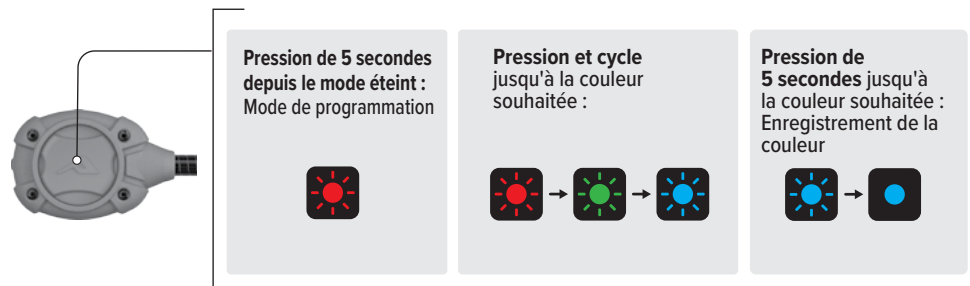 Pression de 5 secondes
depuis le mode éteint :
Mode de programmation
Pression et cycle
jusqu'à la couleur
souhaitée :
Pression de
5 secondes jusqu'à
la couleur souhaitée :
Enregistrement de la
couleur